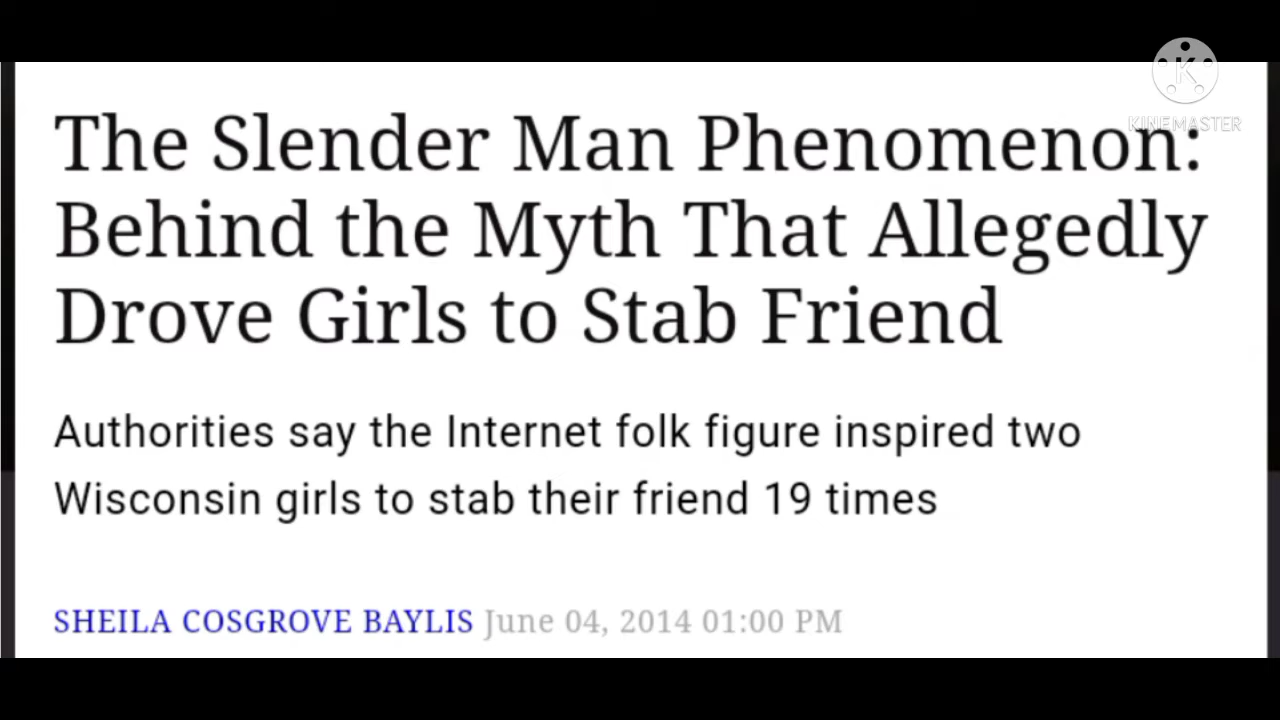 KINEMASTER
The Slender Man Phenomenon:
Behind the Myth That Allegedly
Drove Girls to Stab Friend
Authorities say the Internet folk figure inspired two
Wisconsin girls to stab their friend 19 times
SHEILA COSGROVE BAYLIS June 04, 2014 01:00 PM